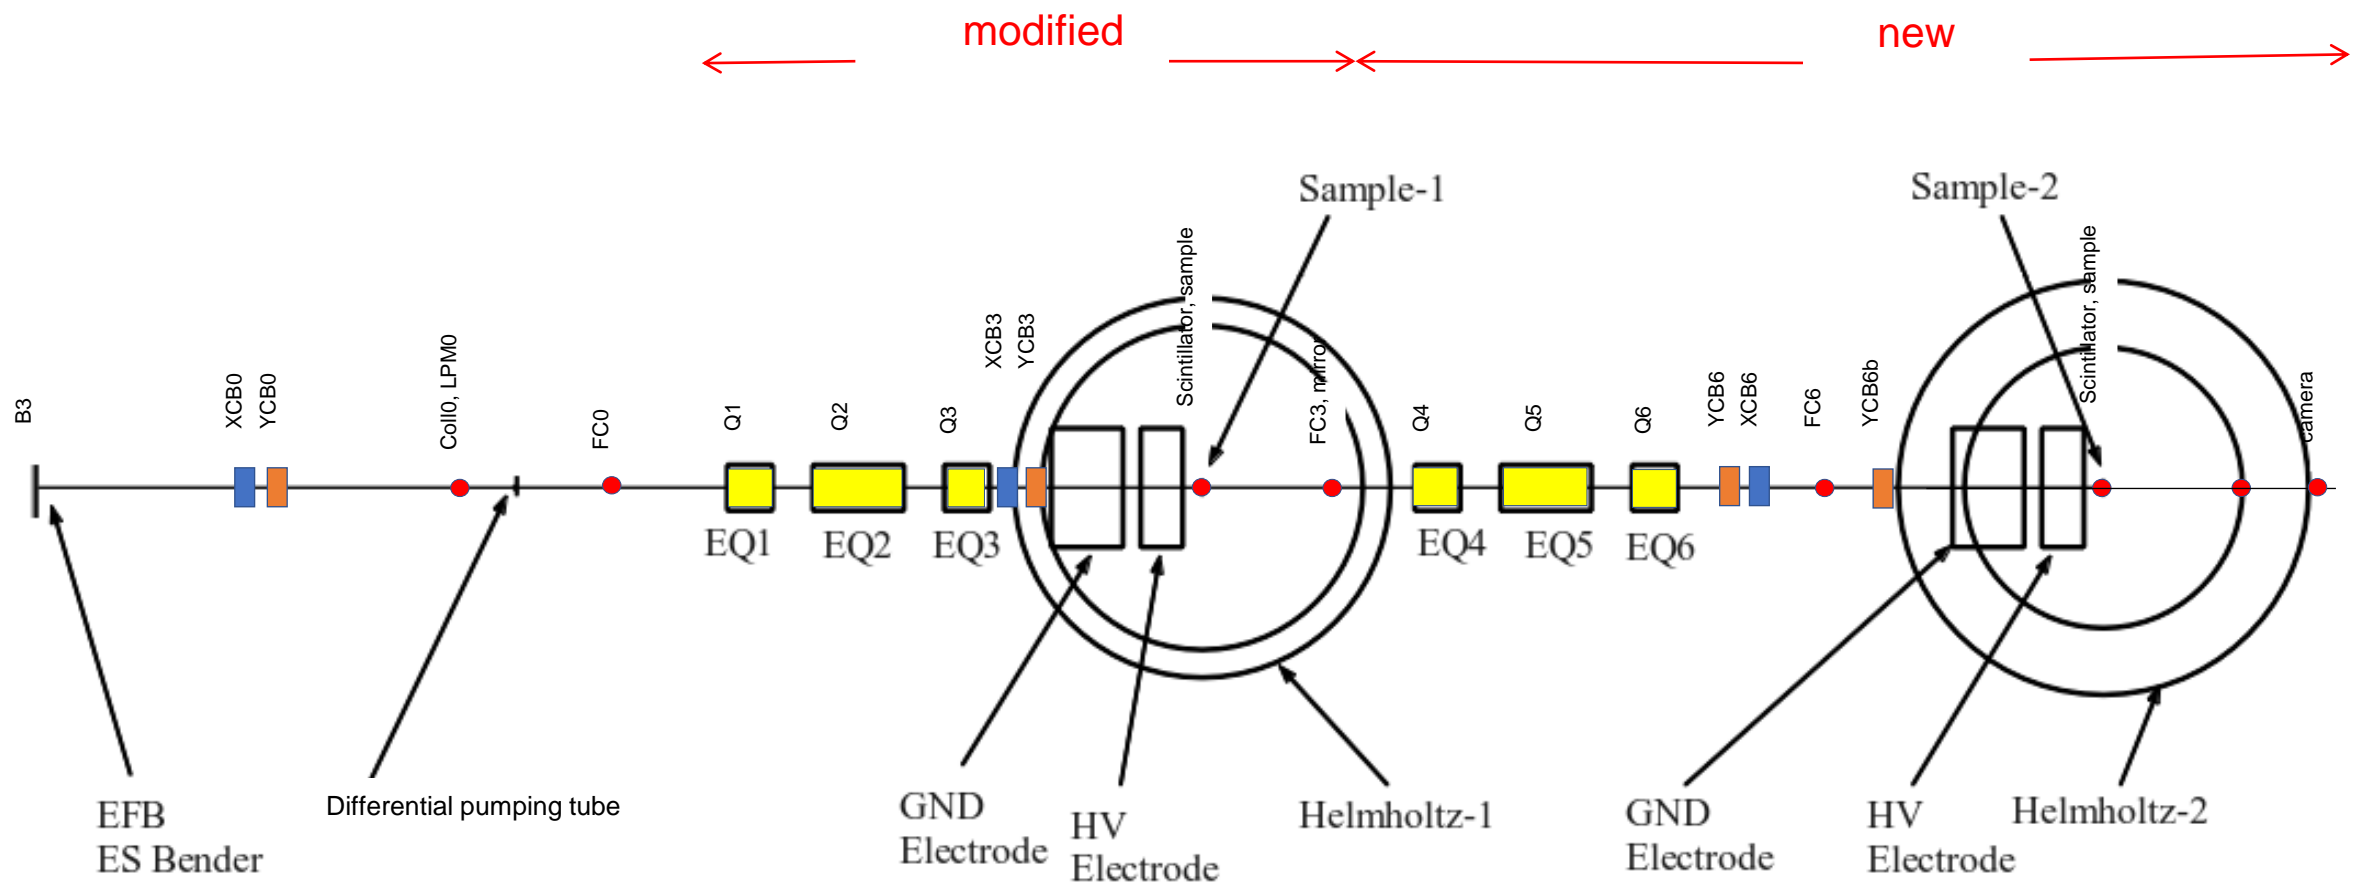 modified
new
Sample-1
Sample-2
B3
XCB0
YCB0
Coll0, LPM0
FC0
Q1
Q2
Q3
XCB3
YCB3
Scintillator, sample
FC3, mirror
Q4
Q5
Q6
YCB6
XCB6
FC6
YCB6b
Scintillator, sample
camera
EQ1
EQ2
EQ3
EQ4
EQ5
EQ6
EFB
ES Bender
Differential pumping tube
GND
Electrode
HV
Electrode
Helmholtz-1
GND
Electrode
HV
Electrode
Helmholtz-2